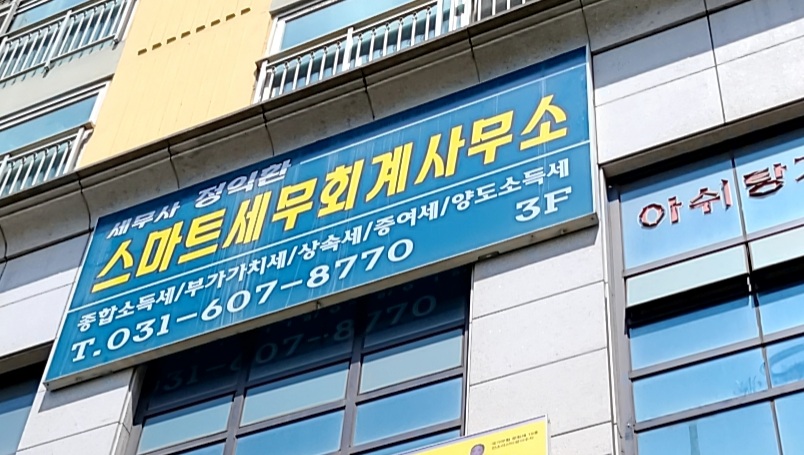 세무사 정익환
스마트세무회계사무소
종합소득세/부가가치세/상속세/증여세/양도소득세
T.031-607-8770 3F
아쉬탕가